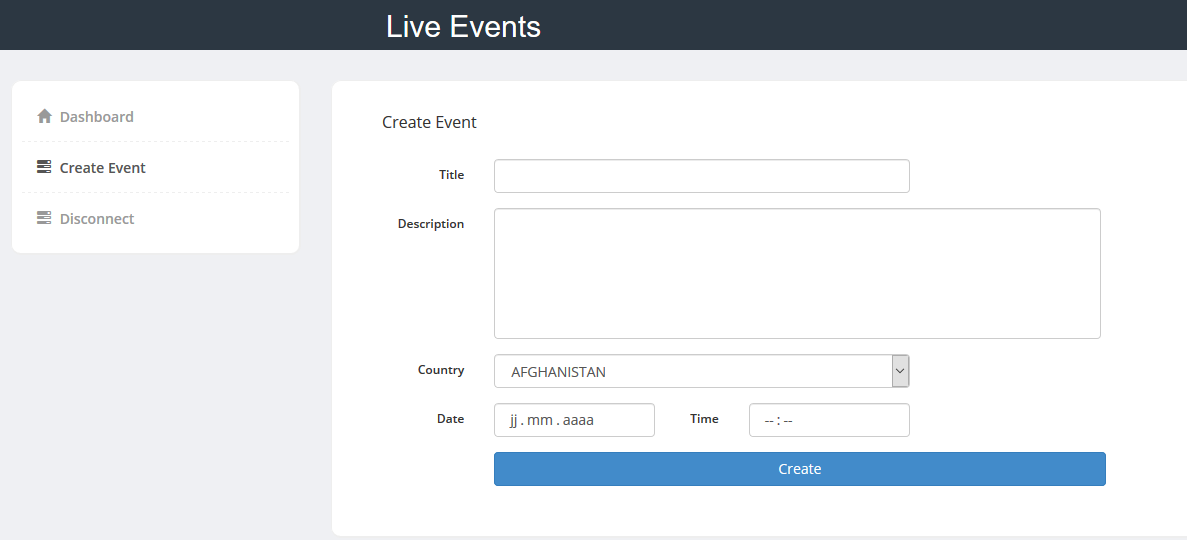 Live Events
Dashboard
Create Event
Disconnect
Create Event
Title
Description
Country AFGHANISTAN
Date jj . mm . aaaa Time -- : --
Create